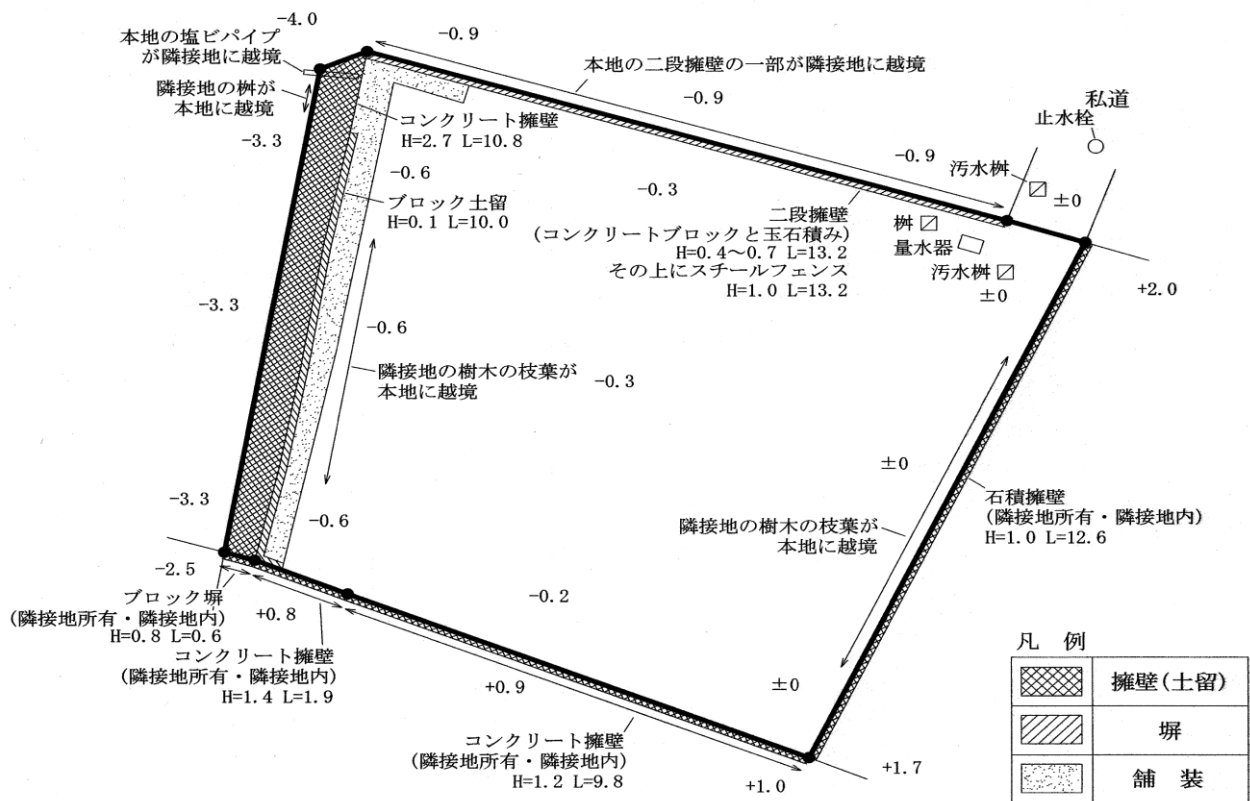 -4.0
-0.9
本地の塩ビパイプ
が隣接地に越境
本地の二段擁壁の一部が隣接地に越境
隣接地の桝が
本地に越境
-0.9
私道
止水栓
コンクリート擁壁
H=2.7 L=10.8
-3.3
-0.9
汚水桝
±0
-0.6
-0.3
ブロック土留
H=0.1 L=10.0
二段擁壁
(コンクリートブロックと玉石積み)
H=0.4～0.7 L=13.2
その上にスチールフェンス
H=1.0 L=13.2
桝
量水器
汚水桝
±0
+2.0
-3.3
-0.6
隣接地の樹木の枝葉が
本地に越境
-0.3
±0
-3.3
-0.6
石積擁壁
(隣接地所有・隣接地内)
H=1.0 L=12.6
隣接地の樹木の枝葉が
本地に越境
-2.5
ブロック塀
(隣接地所有・隣接地内)
H=0.8 L=0.6
+0.8
-0.2
コンクリート擁壁
(隣接地所有・隣接地内)
H=1.4 L=1.9
+0.9
±0
コンクリート擁壁
(隣接地所有・隣接地内)
H=1.2 L=9.8
+1.0
+1.7
凡 例
擁壁(土留)
塀
舗 装